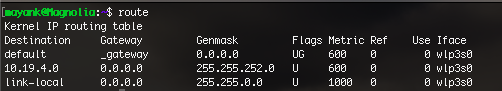 [mayank@Magnolia:~$ route
Kernel IP routing table
Destination Gateway Genmask Flags Metric Ref Use Iface
default _gateway 0.0.0.0 UG 600 0 0 wlp3s0
10.19.4.0 0.0.0.0 255.255.252.0 U 600 0 0 wlp3s0
link-local 0.0.0.0 255.255.0.0 U 1000 0 0 wlp3s0